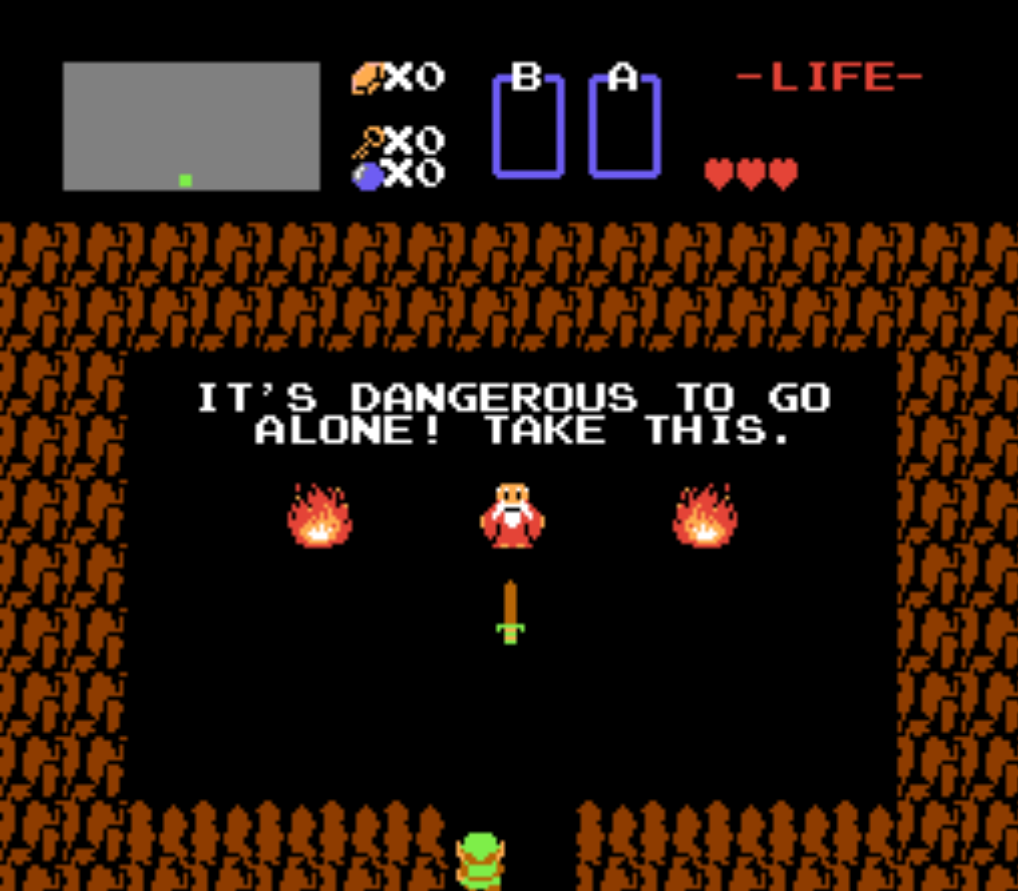 X0
B A
-LIFE-
X0
X0
IT'S DANGEROUS TO GO
ALONE! TAKE THIS.